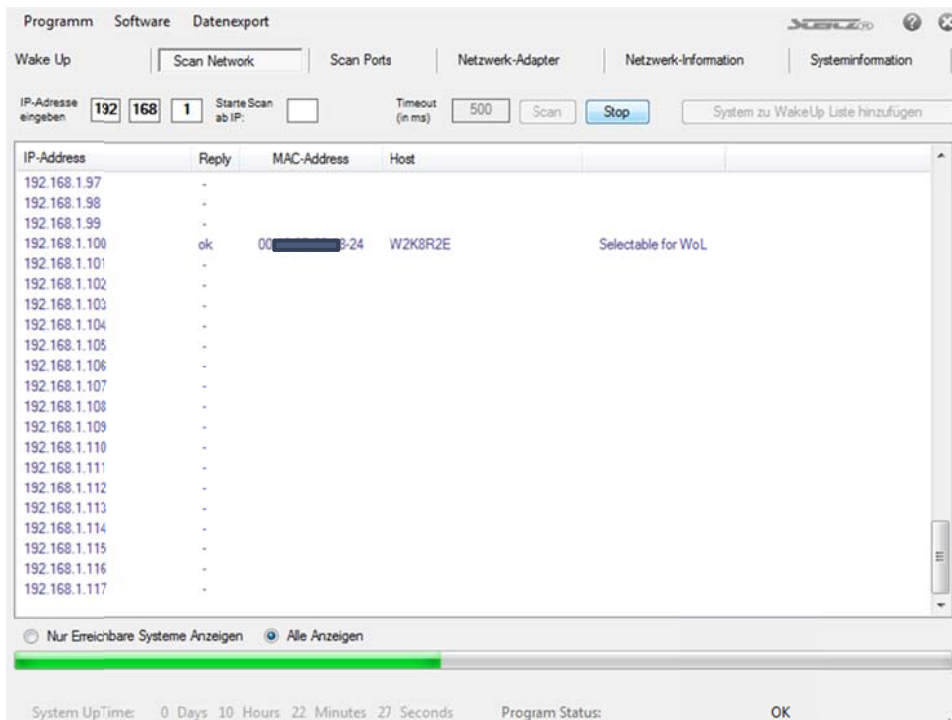 Programm Software Datenexport
Wake Up Scan Network Scan Ports Netzwerk-Adapter Netzwerk-Information Systeminformation
IP-Adresse eingeben 192 168 1 Starte Scan ab IP: Timeout (in ms) 500 Scan Stop System zu WakeUp Liste hinzufügen
IP-Address Reply MAC-Address Host
192.168.1.97 -
192.168.1.98 -
192.168.1.99 -
192.168.1.100 ok 00 8-24 W2K8R2E Selectable for WoL
192.168.1.101 -
192.168.1.102 -
192.168.1.103 -
192.168.1.104 -
192.168.1.105 -
192.168.1.106 -
192.168.1.107 -
192.168.1.108 -
192.168.1.109 -
192.168.1.110 -
192.168.1.111 -
192.168.1.112 -
192.168.1.113 -
192.168.1.114 -
192.168.1.115 -
192.168.1.116 -
192.168.1.117 -
Nur Erreichbare Systeme Anzeigen Alle Anzeigen
System UpTime: 0 Days 10 Hours 22 Minutes 27 Seconds Program Status: OK